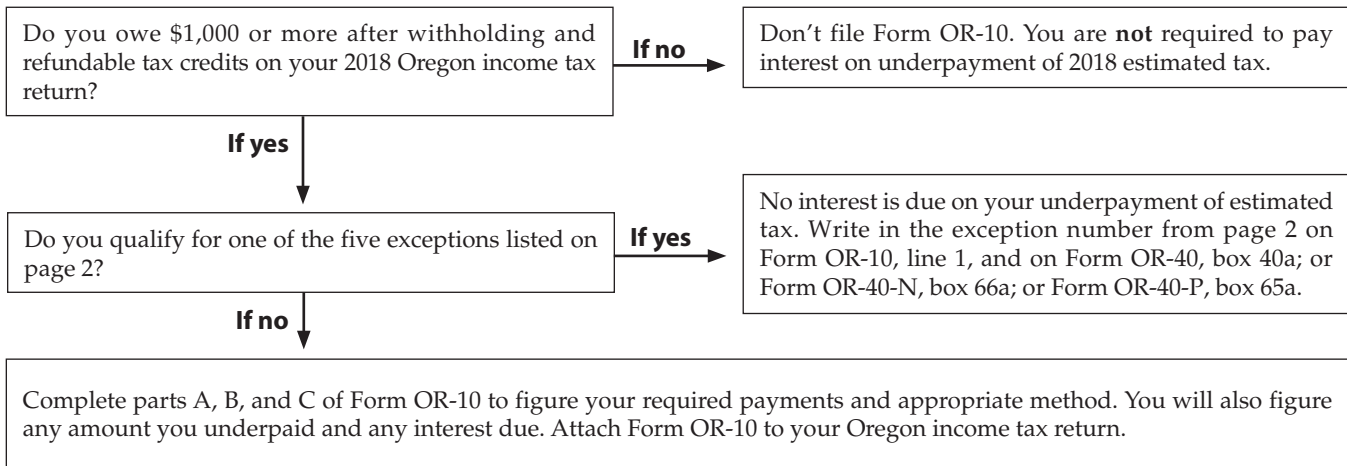 Do you owe $1,000 or more after withholding and
refundable tax credits on your 2018 Oregon income tax
return?
If no
Don't file Form OR-10. You are not required to pay
interest on underpayment of 2018 estimated tax.
If yes
Do you qualify for one of the five exceptions listed on
page 2?
If yes
No interest is due on your underpayment of estimated
tax. Write in the exception number from page 2 on
Form OR-10, line 1, and on Form OR-40, box 40a; or
Form OR-40-N, box 66a; or Form OR-40-P, box 65a.
If no
Complete parts A, B, and C of Form OR-10 to figure your required payments and appropriate method. You will also figure
any amount you underpaid and any interest due. Attach Form OR-10 to your Oregon income tax return.